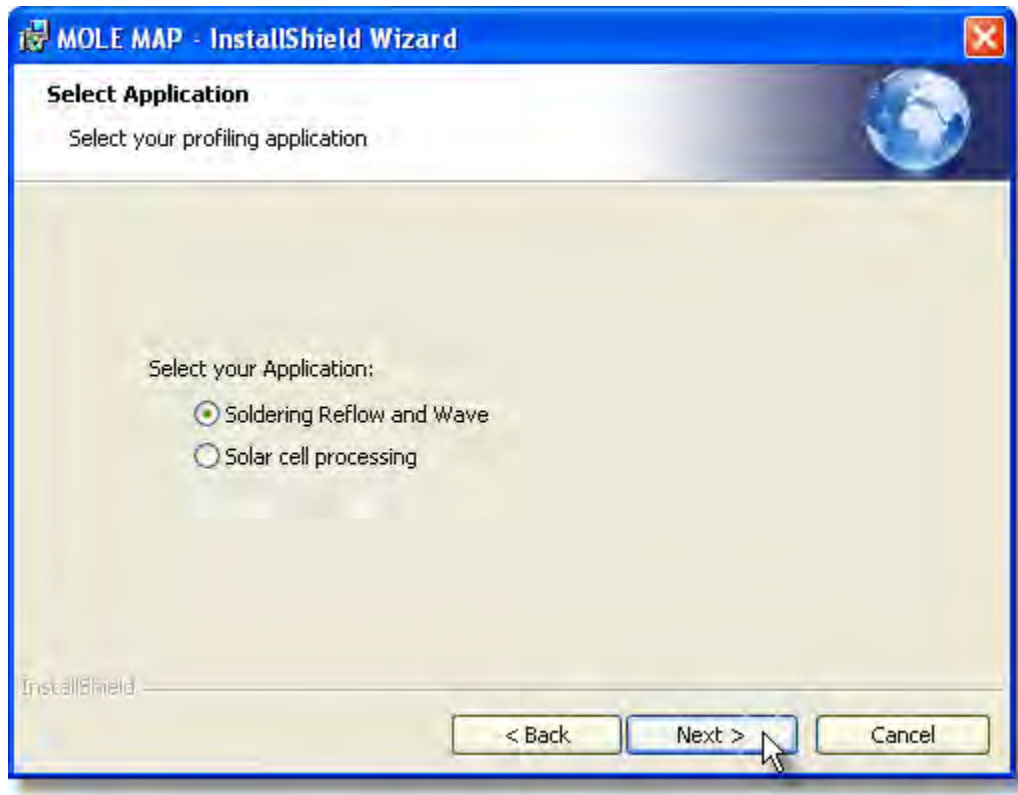 MOLE MAP - InstallShield Wizard
Select Application
Select your profiling application
Select your Application:
Soldering Reflow and Wave
Solar cell processing
InstallShield
< Back
Next >
Cancel